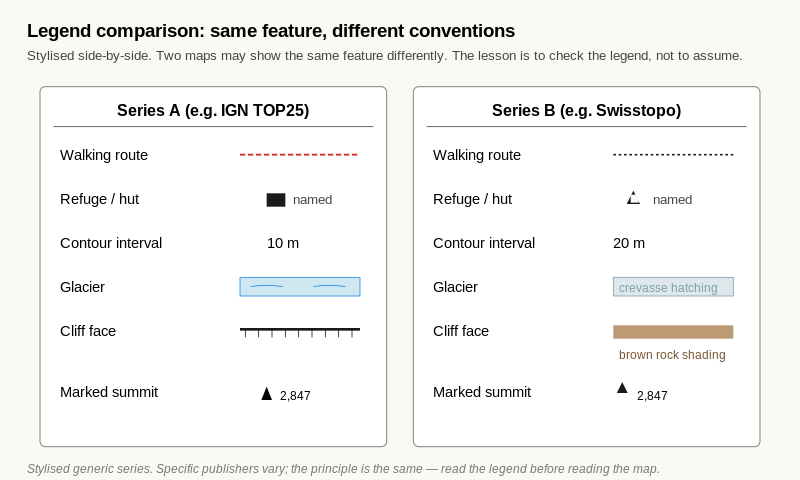 Legend comparison: same feature, different conventions
Stylised side-by-side. Two maps may show the same feature differently. The lesson is to check the legend, not to assume.
Series A (e.g. IGN TOP25)
Walking route
Refuge / hut named
Contour interval 10 m
Glacier
Cliff face
Marked summit 2,847
Series B (e.g. Swisstopo)
Walking route
Refuge / hut named
Contour interval 20 m
Glacier crevasse hatching
Cliff face
brown rock shading
Marked summit 2,847
Stylised generic series. Specific publishers vary; the principle is the same — read the legend before reading the map.